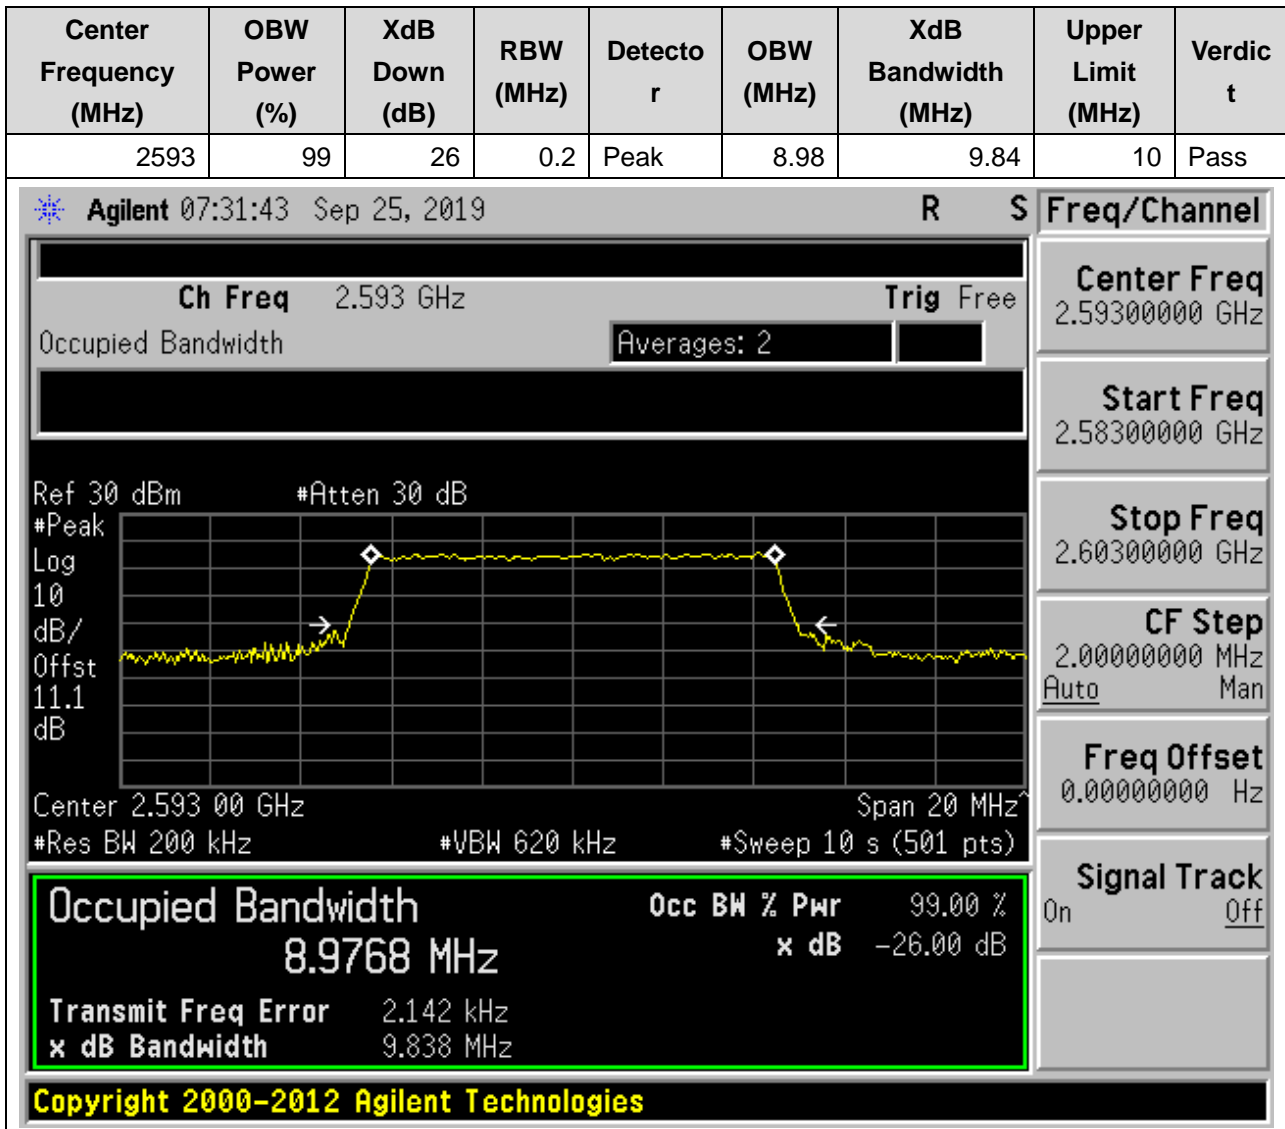 Center Frequency (MHz) OBW Power (%) XdB Down (dB) RBW (MHz) Detecto r OBW (MHz) XdB Bandwidth (MHz) Upper Limit (MHz) Verdic t
2593 99 26 0.2 Peak 8.98 9.84 10 Pass
Agilent 07:31:43 Sep 25, 2019 R S Freq/Channel
Ch Freq 2.593 GHz Trig Free
Occupied Bandwidth Averages: 2
Center Freq
2.59300000 GHz
Start Freq
2.58300000 GHz
Stop Freq
2.60300000 GHz
CF Step
2.00000000 MHz
Auto Man
Freq Offset
0.00000000 Hz
Signal Track
On Off
Ref 30 dBm #Atten 30 dB
#Peak
Log
10
dB/
Offst
11.1
dB
Center 2.593 00 GHz Span 20 MHz^
#Res BW 200 kHz #VBW 620 kHz #Sweep 10 s (501 pts)
Occupied Bandwidth Occ BW % Pwr 99.00 %
8.9768 MHz x dB -26.00 dB
Transmit Freq Error 2.142 kHz
x dB Bandwidth 9.838 MHz
Copyright 2000-2012 Agilent Technologies